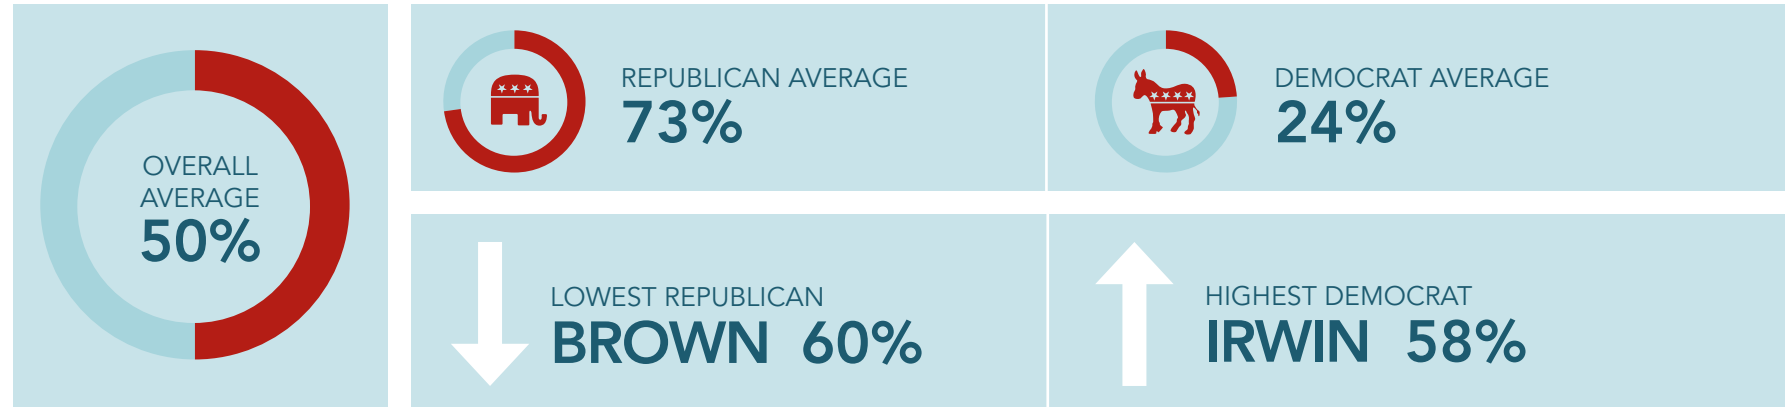 OVERALL
AVERAGE
50%
REPUBLICAN AVERAGE
73%
DEMOCRAT AVERAGE
24%
LOWEST REPUBLICAN
BROWN 60%
HIGHEST DEMOCRAT
IRWIN 58%